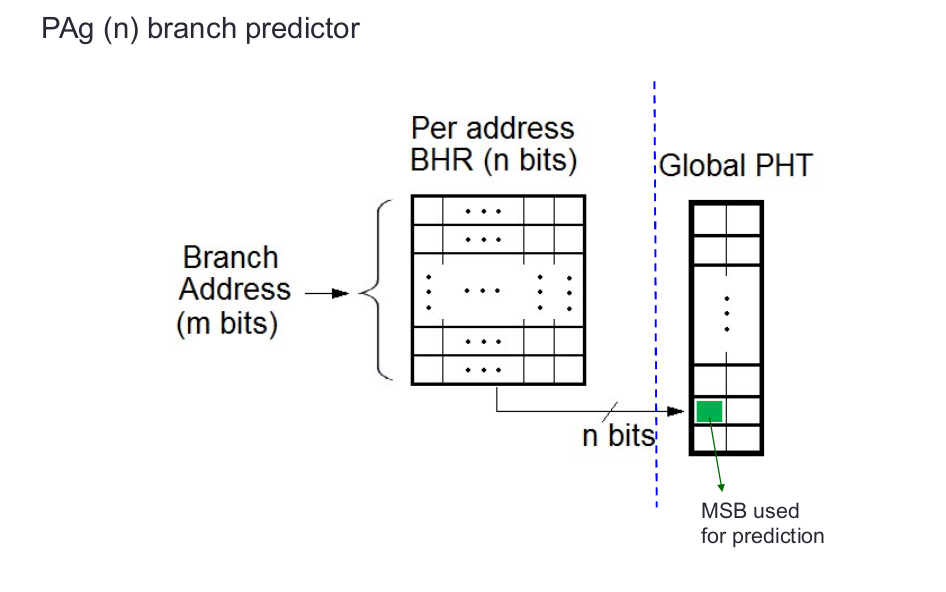 PAg (n) branch predictor
Per address
BHR (n bits)
Global PHT
Branch
Address
(m bits)
n bits
MSB used
for prediction